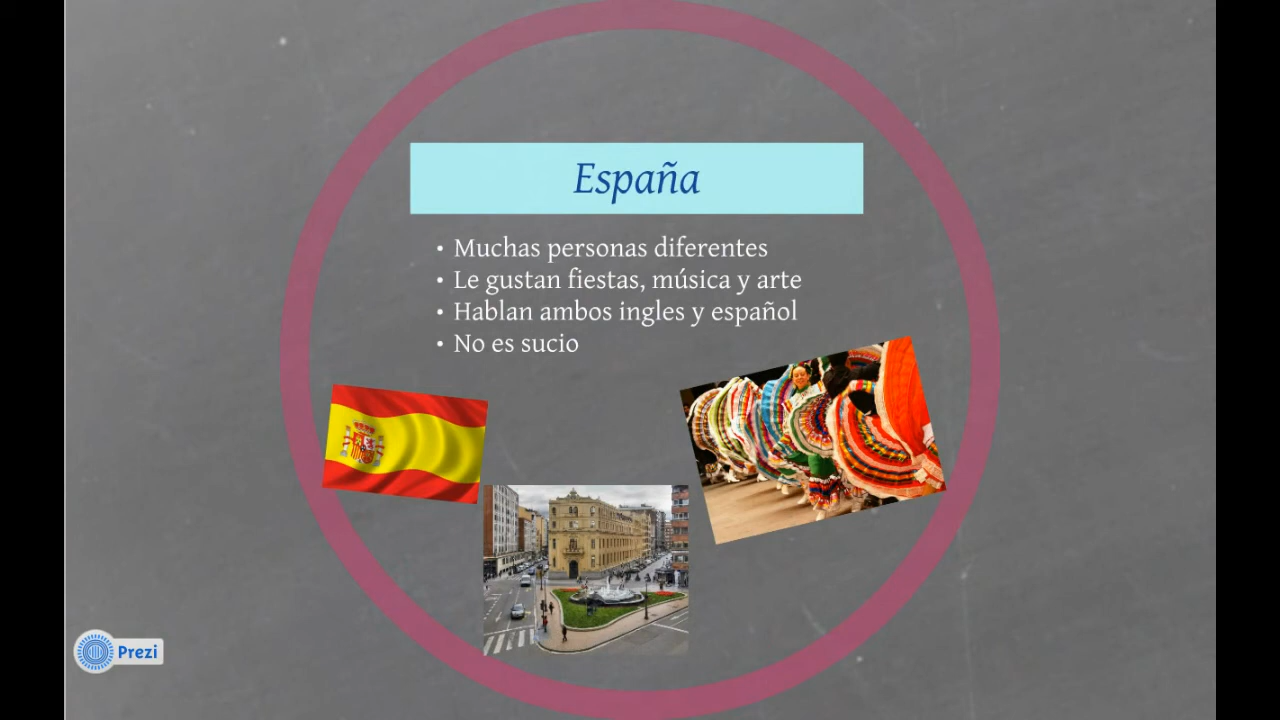 España
• Muchas personas diferentes
• Le gustan fiestas, música y arte
• Hablan ambos ingles y español
• No es sucio
Prezi